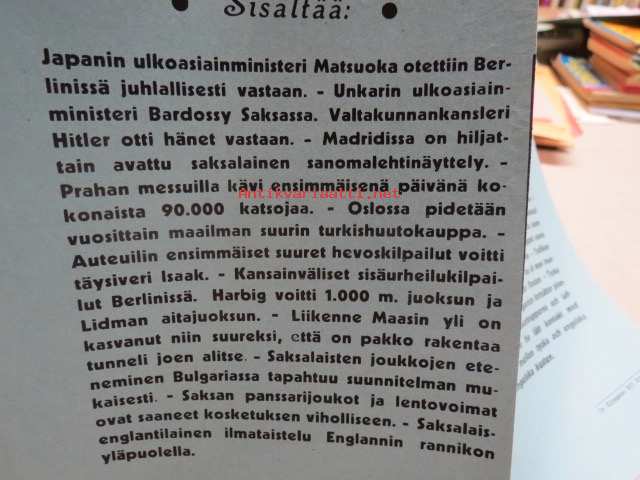 Sisältää:
Japanin ulkoasiainministeri Matsuoka otettiin Ber-
linissä juhlallisesti vastaan. - Unkarin ulkoasiain-
ministeri Bardossy Saksassa. Valtakunnankansleri
Hitler otti hänet vastaan. - Madridissa on hiljat-
tain avattu saksalainen sanomalehtinäyttely. -
Prahan messuilla kävi ensimmäisenä päivänä ko-
konaista 90.000 katsojaa. - Oslossa pidetään
vuosittain maailman suurin turkishuutokauppa. -
Auteuilin ensimmäiset suuret hevoskilpailut voitti
täysiveri Isaak. - Kansainväliset sisäurheilukilpai-
lut Berlinissä. Harbig voitti 1.000 m. juoksun ja
Lidman aitajuoksun. - Liikenne Maasin yli on
kasvanut niin suureksi, että on pakko rakentaa
tunneli joen alitse. - Saksalaisten joukkojen ete-
neminen Bulgariassa tapahtuu suunnitelman mu-
kaisesti. - Saksan panssarijoukot ja lentovoimat
ovat saaneet kosketuksen viholliseen. - Saksalais-
englantilainen ilmataistelu Englannin rannikon
yläpuolella.
Antikvariaatti.net